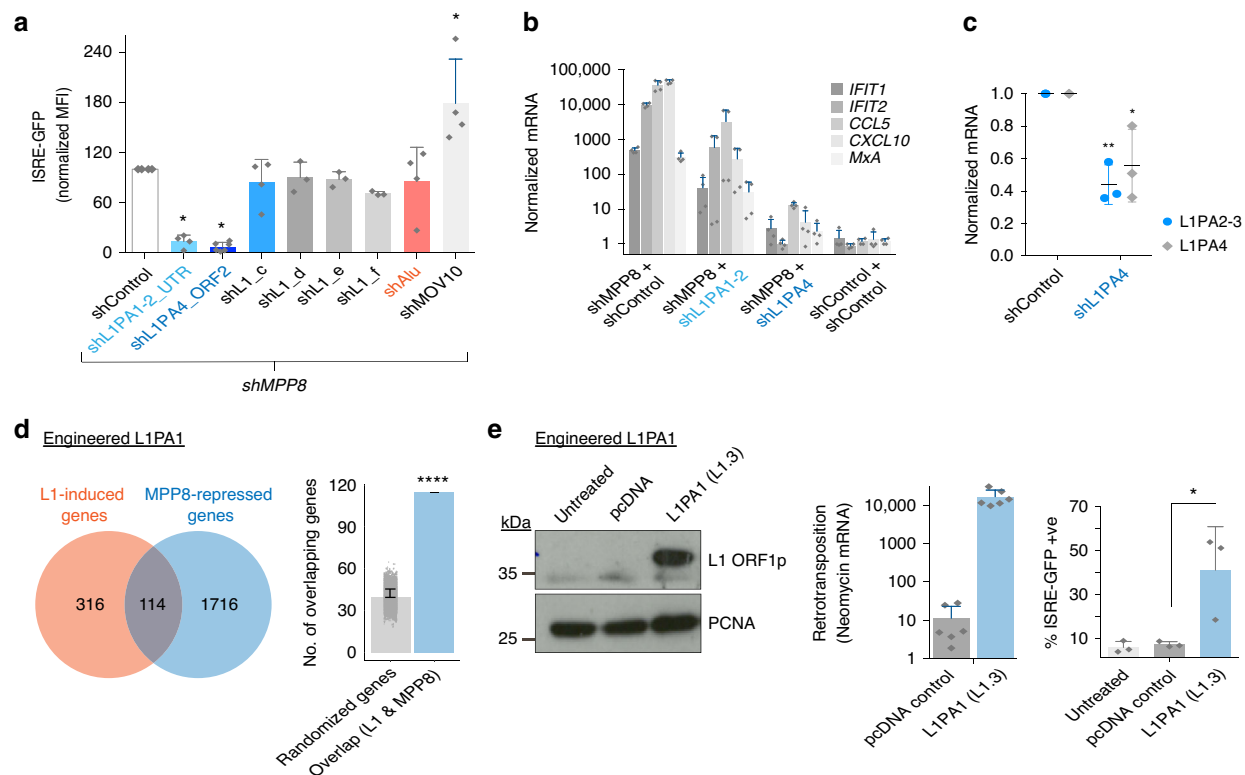 a
ISRE-GFP
(normalized MFI)
240
180
120
60
0
*
*
*
shControl
shL1PA1-2_UTR
shL1PA4_ORF2
shL1_c
shL1_d
shL1_e
shL1_f
shAlu
shMOV10
shMPP8
b
Normalized mRNA
100,000
10,000
1000
100
10
1
IFIT1
IFIT2
CCL5
CXCL10
MxA
shMPP8 +
shControl
shMPP8 +
shL1PA1-2
shMPP8 +
shL1PA4
shControl +
shControl
c
Normalized mRNA
1.0
0.8
0.6
0.4
0.2
0
**
*
L1PA2-3
L1PA4
shControl
shL1PA4
d
Engineered L1PA1
L1-induced
genes
MPP8-repressed
genes
316
114
1716
No. of overlapping genes
120
90
60
30
0
****
Randomized genes
Overlap (L1 & MPP8)
e
Engineered L1PA1
Untreated
pcDNA
L1PA1 (L1.3)
kDa
35
25
L1 ORF1p
PCNA
Retrotransposition
(Neomycin mRNA)
10,000
1000
100
10
1
pcDNA control
L1PA1 (L1.3)
% ISRE-GFP +ve
70
50
30
10
*
Untreated
pcDNA control
L1PA1 (L1.3)